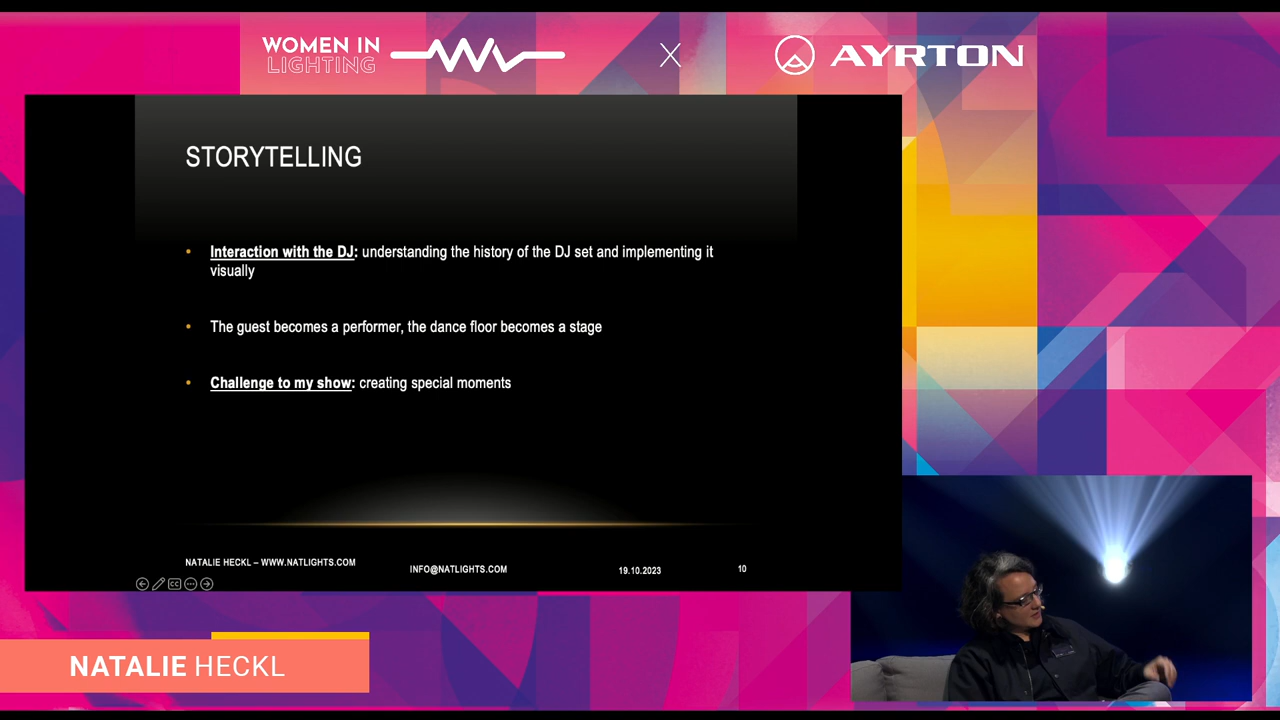 WOMEN IN
LIGHTING
X
AYRTON
STORYTELLING
• Interaction with the DJ: understanding the history of the DJ set and implementing it
visually
• The guest becomes a performer, the dance floor becomes a stage
• Challenge to my show: creating special moments
NATALIE HECKL – WWW.NATLIGHTS.COM
INFO@NATLIGHTS.COM
19.10.2023
10
CC
NATALIE HECKL